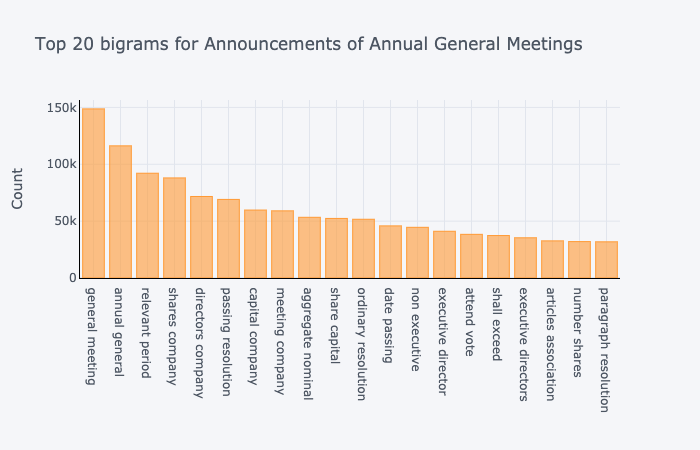 Top 20 bigrams for Announcements of Annual General Meetings
Count
150k
100k
50k
0
general meeting
annual general
relevant period
shares company
directors company
passing resolution
capital company
meeting company
aggregate nominal
share capital
ordinary resolution
date passing
non executive
executive director
attend vote
shall exceed
executive directors
articles association
number shares
paragraph resolution